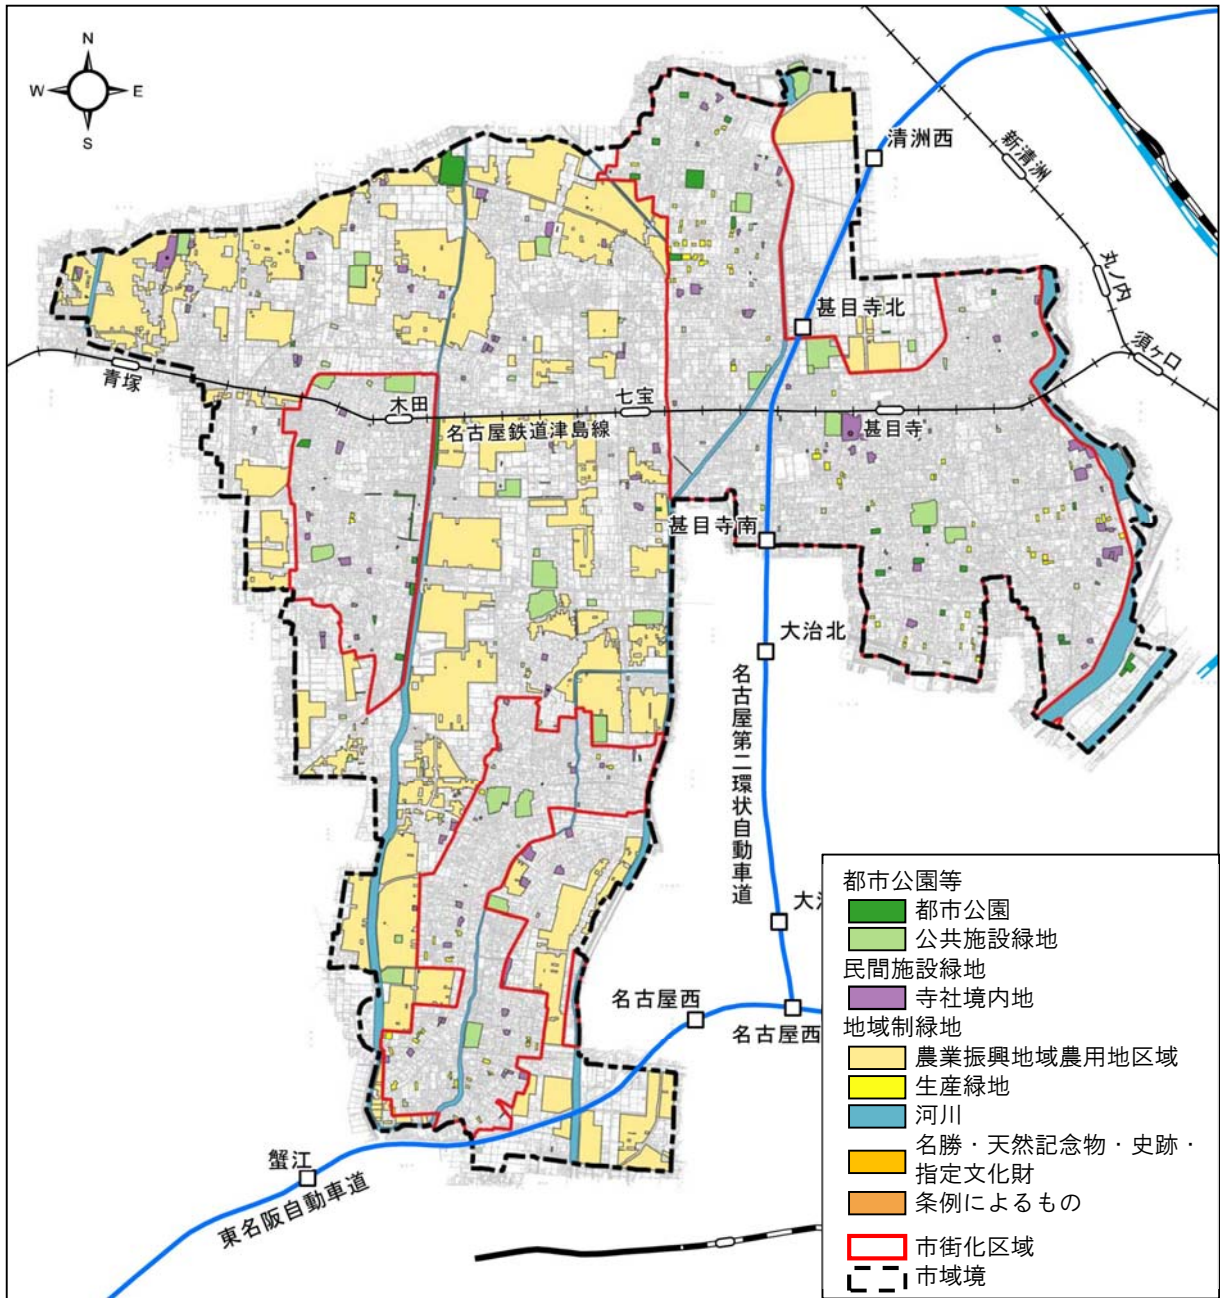 N
W
E
S
清洲西
新清洲
丸ノ内
須ケ口
甚目寺北
青塚
木田
七宝
名古屋鉄道津島線
甚目寺
甚目寺南
大治北
名古屋第二環状自動車道
大治
名古屋西
名古屋西
蟹江
東名阪自動車道
都市公園等
都市公園
公共施設緑地
民間施設緑地
寺社境内地
地域制緑地
農業振興地域農用地区域
生産緑地
河川
名勝・天然記念物・史跡・
指定文化財
条例によるもの
市街化区域
市域境